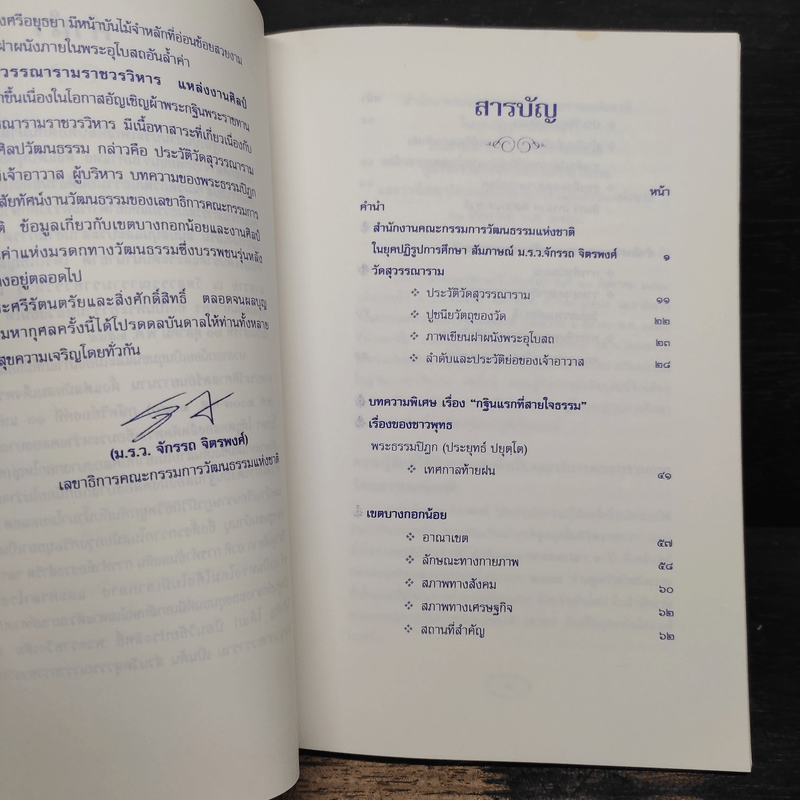 งศรีอยุธยา มีหน้าบันไม้จำหลักที่อ่อนช้อยสวยงาม
ฝาผนังภายในพระอุโบสถอันล้ำค่า
วรรณารามราชวรวิหาร แหล่งงานศิลป์
ขึ้นเนื่องในโอกาสอัญเชิญผ้าพระกฐินพระราชทาน
รณารามราชวรวิหาร มีเนื้อหาสาระที่เกี่ยวเนื่องกับ
ศิลปวัฒนธรรม กล่าวคือ ประวัติวัดสุวรรณาราม
เจ้าอาวาส ผู้บริหาร บทความของพระธรรมปิฎก
สัยทัศน์งานวัฒนธรรมของเลขาธิการคณะกรรมการ
ติ ข้อมูลเกี่ยวกับเขตบางกอกน้อยและงานศิลป์
ค่าแห่งมรดกทางวัฒนธรรมซึ่งบรรพชนรุ่นหลัง
อยู่ตลอดไป
ะศรีรัตนตรัยและสิ่งศักดิ์สิทธิ์ ตลอดจนผลบุญ
มหากุศลครั้งนี้ได้โปรดดลบันดาลให้ท่านทั้งหลาย
สุขความเจริญโดยทั่วกัน
(ม.ร.ว. จักรรถ จิตรพงศ์)
เลขาธิการคณะกรรมการวัฒนธรรมแห่งชาติ
สารบัญ
หน้า
คำนำ
สำนักงานคณะกรรมการวัฒนธรรมแห่งชาติ
ในยุคปฏิรูปการศึกษา สัมภาษณ์ ม.ร.ว.จักรรถ จิตรพงศ์ ๑
วัดสุวรรณาราม
ประวัติวัดสุวรรณาราม ๑๑
ปูชนียวัตถุของวัด ๒๒
ภาพเขียนฝาผนังพระอุโบสถ ๒๓
ลำดับและประวัติย่อของเจ้าอาวาส ๒๘
บทความพิเศษ เรื่อง "กฐินแรกที่สายใจธรรม"
เรื่องของชาวพุทธ
พระธรรมปิฎก (ประยุทธ์ ปยุตฺโต)
เทศกาลท้ายฝน ๔๑
เขตบางกอกน้อย
อาณาเขต ๕๗
ลักษณะทางกายภาพ ๕๘
สภาพทางสังคม ๖๐
สภาพทางเศรษฐกิจ ๖๒
สถานที่สำคัญ ๖๒